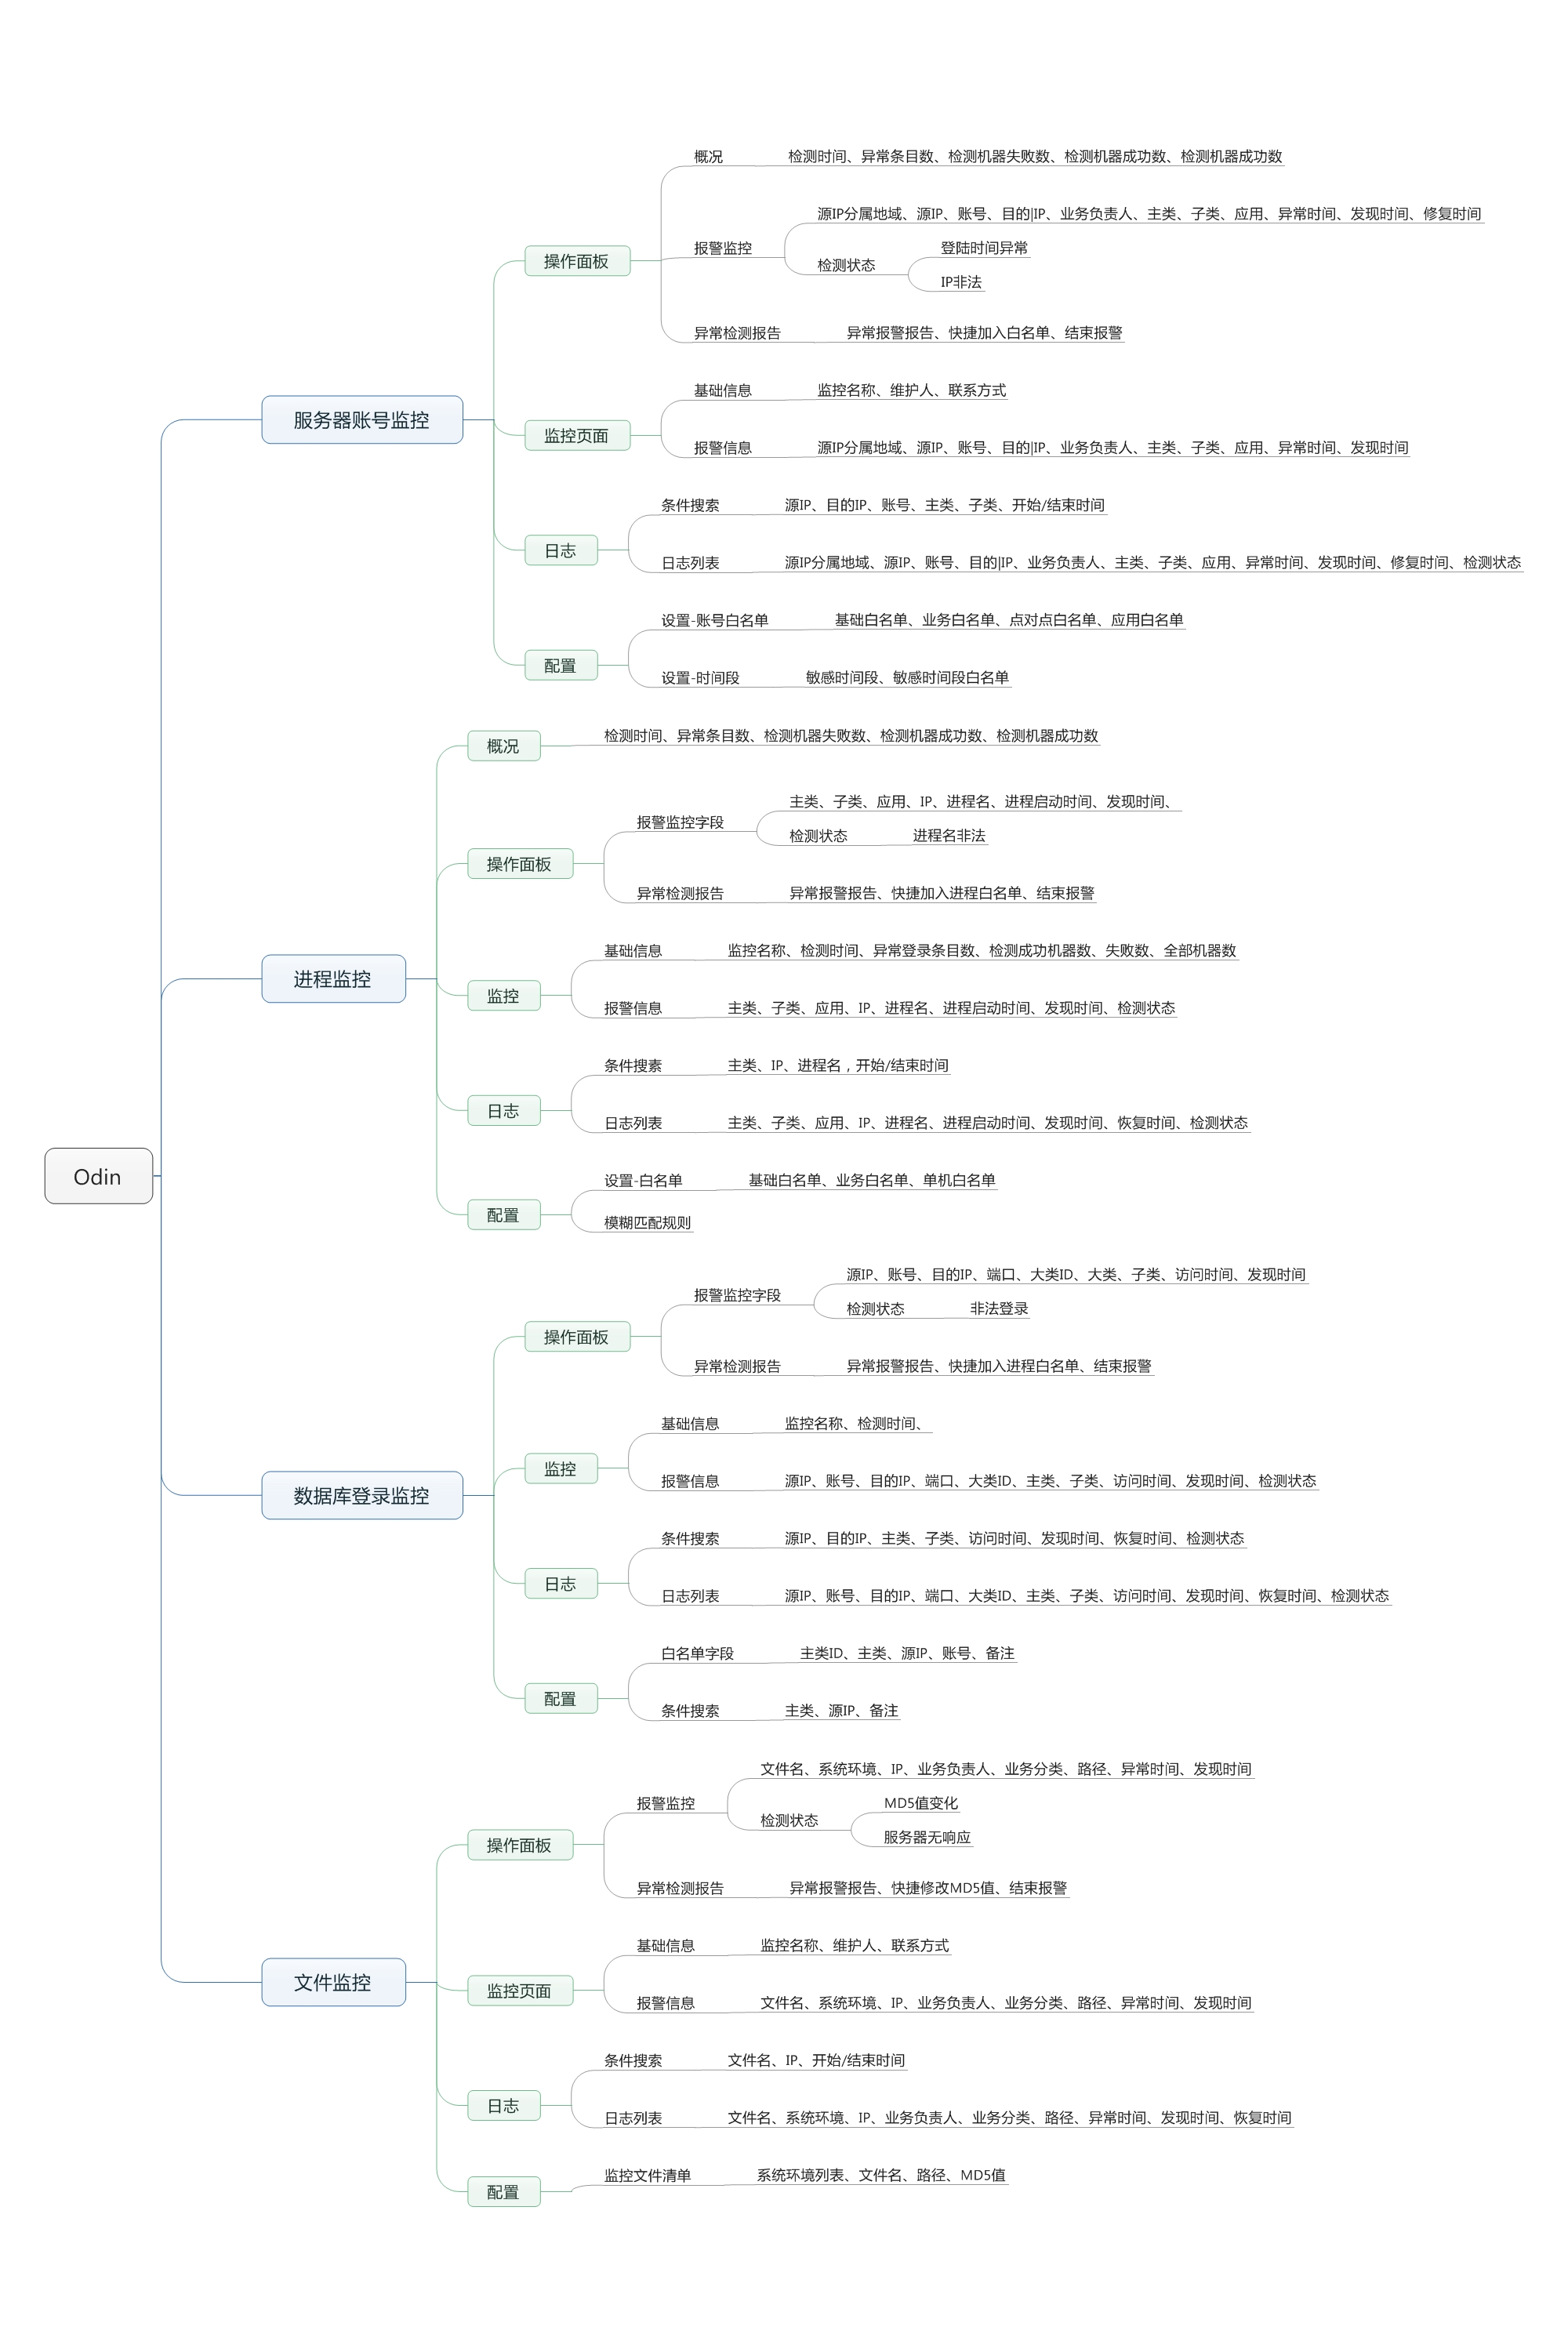 概况
检测时间、异常条目数、检测机器失败数、检测机器成功数、检测机器成功数
源IP分属地域、源IP、账号、目的|IP、业务负责人、主类、子类、应用、异常时间、发现时间、修复时间
报警监控
登陆时间异常
操作面板
检测状态
IP非法
异常检测报告
异常报警报告、快捷加入白名单、结束报警
基础信息
监控名称、维护人、联系方式
服务器账号监控
监控页面
报警信息
源IP分属地域、源IP、账号、目的|IP、业务负责人、主类、子类、应用、异常时间、发现时间
条件搜索
源IP、目的IP、账号、主类、子类、开始/结束时间
日志
日志列表
源IP分属地域、源IP、账号、目的|IP、业务负责人、主类、子类、应用、异常时间、发现时间、修复时间、检测状态
设置-账号白名单
基础白名单、业务白名单、点对点白名单、应用白名单
配置
设置-时间段
敏感时间段、敏感时间段白名单
概况
检测时间、异常条目数、检测机器失败数、检测机器成功数、检测机器成功数
主类、子类、应用、IP、进程名、进程启动时间、发现时间、
报警监控字段
检测状态
进程名非法
操作面板
异常检测报告
异常报警报告、快捷加入进程白名单、结束报警
基础信息
监控名称、检测时间、异常登录条目数、检测成功机器数、失败数、全部机器数
进程监控
监控
报警信息
主类、子类、应用、IP、进程名、进程启动时间、发现时间、检测状态
条件搜素
主类、IP、进程名，开始/结束时间
日志
日志列表
主类、子类、应用、IP、进程名、进程启动时间、发现时间、恢复时间、检测状态
Odin
设置-白名单
基础白名单、业务白名单、单机白名单
配置
模糊匹配规则
源IP、账号、目的IP、端口、大类ID、大类、子类、访问时间、发现时间
报警监控字段
检测状态
非法登录
操作面板
异常检测报告
异常报警报告、快捷加入进程白名单、结束报警
基础信息
监控名称、检测时间、
监控
报警信息
源IP、账号、目的IP、端口、大类ID、主类、子类、访问时间、发现时间、检测状态
数据库登录监控
条件搜索
源IP、目的IP、主类、子类、访问时间、发现时间、恢复时间、检测状态
日志
日志列表
源IP、账号、目的IP、端口、大类ID、主类、子类、访问时间、发现时间、恢复时间、检测状态
白名单字段
主类ID、主类、源IP、账号、备注
配置
条件搜索
主类、源IP、备注
文件名、系统环境、IP、业务负责人、业务分类、路径、异常时间、发现时间
报警监控
MD5值变化
检测状态
服务器无响应
操作面板
异常检测报告
异常报警报告、快捷修改MD5值、结束报警
基础信息
监控名称、维护人、联系方式
文件监控
监控页面
报警信息
文件名、系统环境、IP、业务负责人、业务分类、路径、异常时间、发现时间
条件搜索
文件名、IP、开始/结束时间
日志
日志列表
文件名、系统环境、IP、业务负责人、业务分类、路径、异常时间、发现时间、恢复时间
监控文件清单
系统环境列表、文件名、路径、MD5值
配置